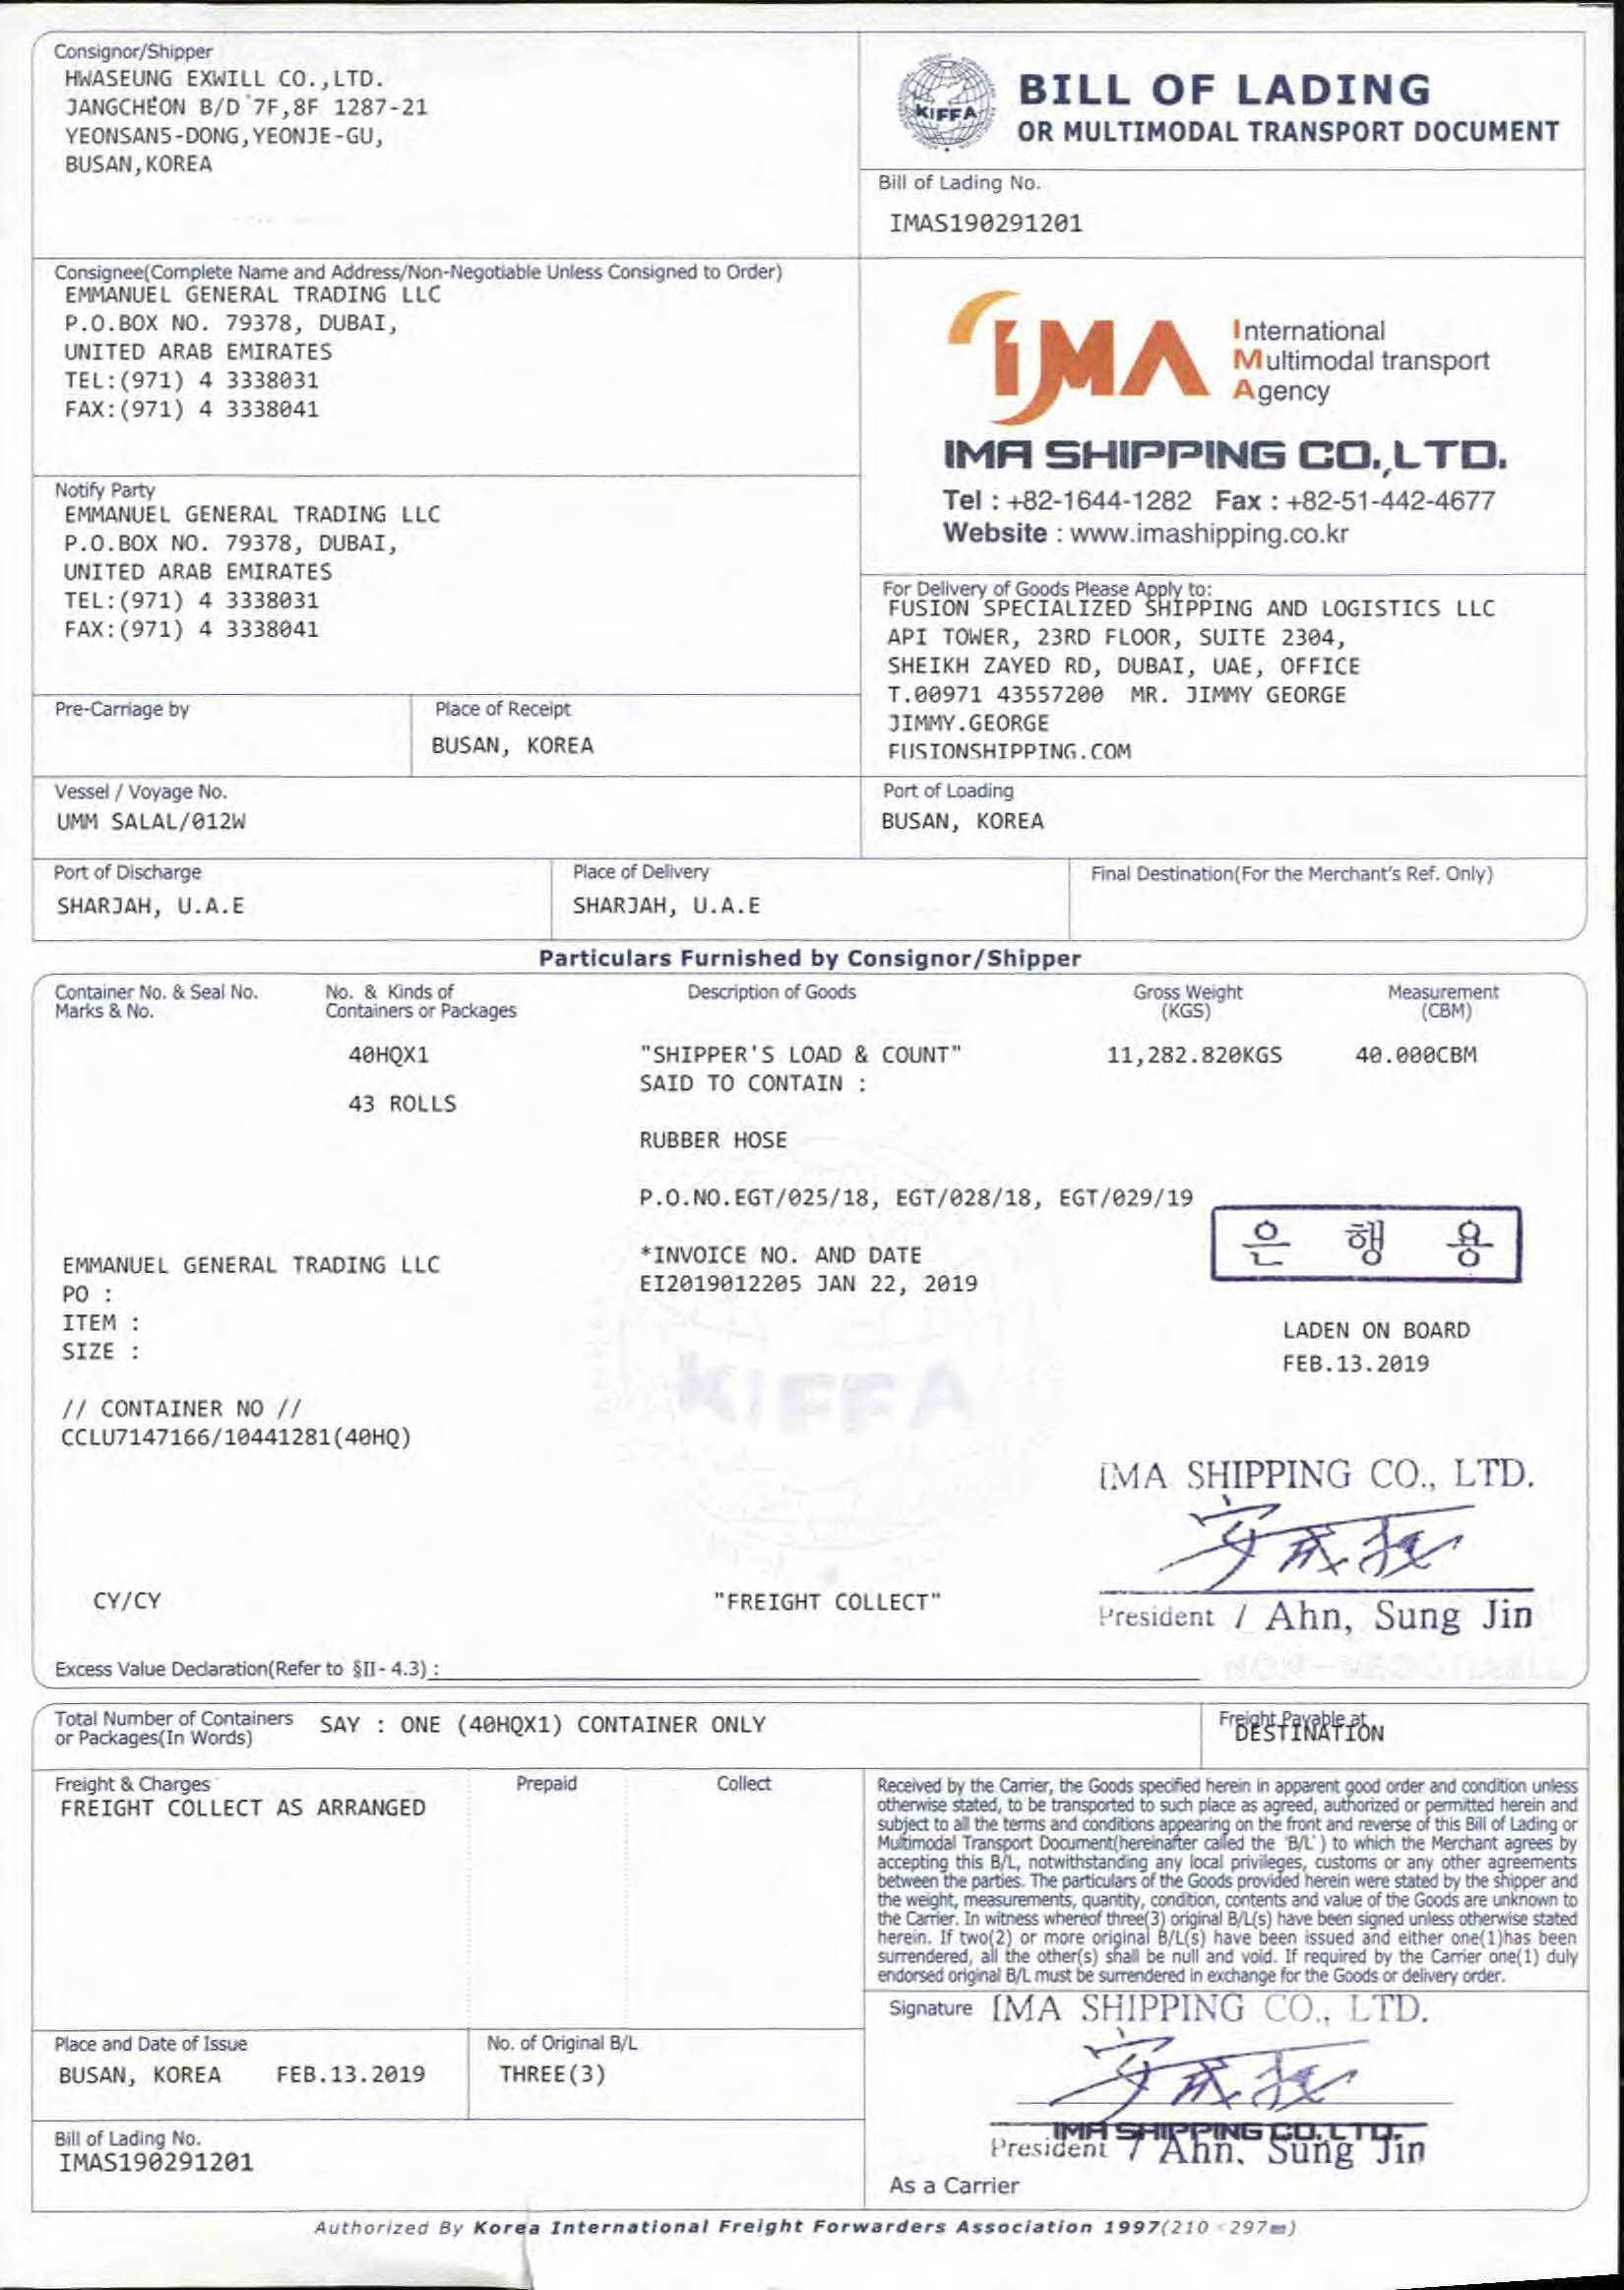 Consignor/Shipper
HWASEUNG EXWILL CO.,LTD.
JANGCHEON B/D 7F,8F 1287-21
YEONSAN5-DONG,YEONJE-GU,
BUSAN,KOREA
KIFFA
BILL OF LADING
OR MULTIMODAL TRANSPORT DOCUMENT
Bill of Lading No.
IMAS190291201
Consignee(Complete Name and Address/Non-Negotiable Unless Consigned to Order)
EMMANUEL GENERAL TRADING LLC
P.O.BOX NO. 79378, DUBAI,
UNITED ARAB EMIRATES
TEL:(971) 4 3338031
FAX:(971) 4 3338041
IMA
International
Multimodal transport
Agency
IMA SHIPPING CO.,LTD.
Tel : +82-1644-1282 Fax : +82-51-442-4677
Website : www.imashipping.co.kr
Notify Party
EMMANUEL GENERAL TRADING LLC
P.O.BOX NO. 79378, DUBAI,
UNITED ARAB EMIRATES
TEL:(971) 4 3338031
FAX:(971) 4 3338041
For Delivery of Goods Please Apply to:
FUSION SPECIALIZED SHIPPING AND LOGISTICS LLC
API TOWER, 23RD FLOOR, SUITE 2304,
SHEIKH ZAYED RD, DUBAI, UAE, OFFICE
T.00971 43557200 MR. JIMMY GEORGE
JIMMY.GEORGE
FUSIONSHIPPING.COM
Pre-Carriage by
Place of Receipt
BUSAN, KOREA
Vessel / Voyage No.
UMM SALAL/012W
Port of Loading
BUSAN, KOREA
Port of Discharge
SHARJAH, U.A.E
Place of Delivery
SHARJAH, U.A.E
Final Destination(For the Merchant's Ref. Only)
Particulars Furnished by Consignor/Shipper
Container No. & Seal No.
Marks & No.
No. & Kinds of
Containers or Packages
Description of Goods
Gross Weight
(KGS)
Measurement
(CBM)
40HQX1
"SHIPPER'S LOAD & COUNT"
11,282.820KGS
40.000CBM
SAID TO CONTAIN :
43 ROLLS
RUBBER HOSE
P.O.NO.EGT/025/18, EGT/028/18, EGT/029/19
은 행 용
*INVOICE NO. AND DATE
EI2019012205 JAN 22, 2019
EMMANUEL GENERAL TRADING LLC
PO :
ITEM :
SIZE :
LADEN ON BOARD
FEB.13.2019
KIFFA
// CONTAINER NO //
CCLU7147166/10441281(40HQ)
IMA SHIPPING CO., LTD.
President / Ahn, Sung Jin
CY/CY
"FREIGHT COLLECT"
Excess Value Declaration(Refer to §II- 4.3) :
Total Number of Containers
or Packages(In Words)
SAY : ONE (40HQX1) CONTAINER ONLY
Freight Payable at
DESTINATION
Freight & Charges
Prepaid
Collect
FREIGHT COLLECT AS ARRANGED
Received by the Carrier, the Goods specified herein in apparent good order and condition unless
otherwise stated, to be transported to such place as agreed, authorized or permitted herein and
subject to all the terms and conditions appearing on the front and reverse of this Bill of Lading or
Multimodal Transport Document(hereinafter called the 'B/L') to which the Merchant agrees by
accepting this B/L, notwithstanding any local privileges, customs or any other agreements
between the parties. The particulars of the Goods provided herein were stated by the shipper and
the weight, measurements, quantity, condition, contents and value of the Goods are unknown to
the Carrier. In witness whereof three(3) original B/L(s) have been signed unless otherwise stated
herein. If two(2) or more original B/L(s) have been issued and either one(1)has been
surrendered, all the other(s) shall be null and void. If required by the Carrier one(1) duly
endorsed original B/L must be surrendered in exchange for the Goods or delivery order.
Signature
IMA SHIPPING CO., LTD.
Place and Date of Issue
BUSAN, KOREA FEB.13.2019
No. of Original B/L
THREE(3)
IMA SHIPPING CO. LTD.
President / Ahn, Sung Jin
As a Carrier
Bill of Lading No.
IMAS190291201
Authorized By Korea International Freight Forwarders Association 1997(210 × 297㎜)